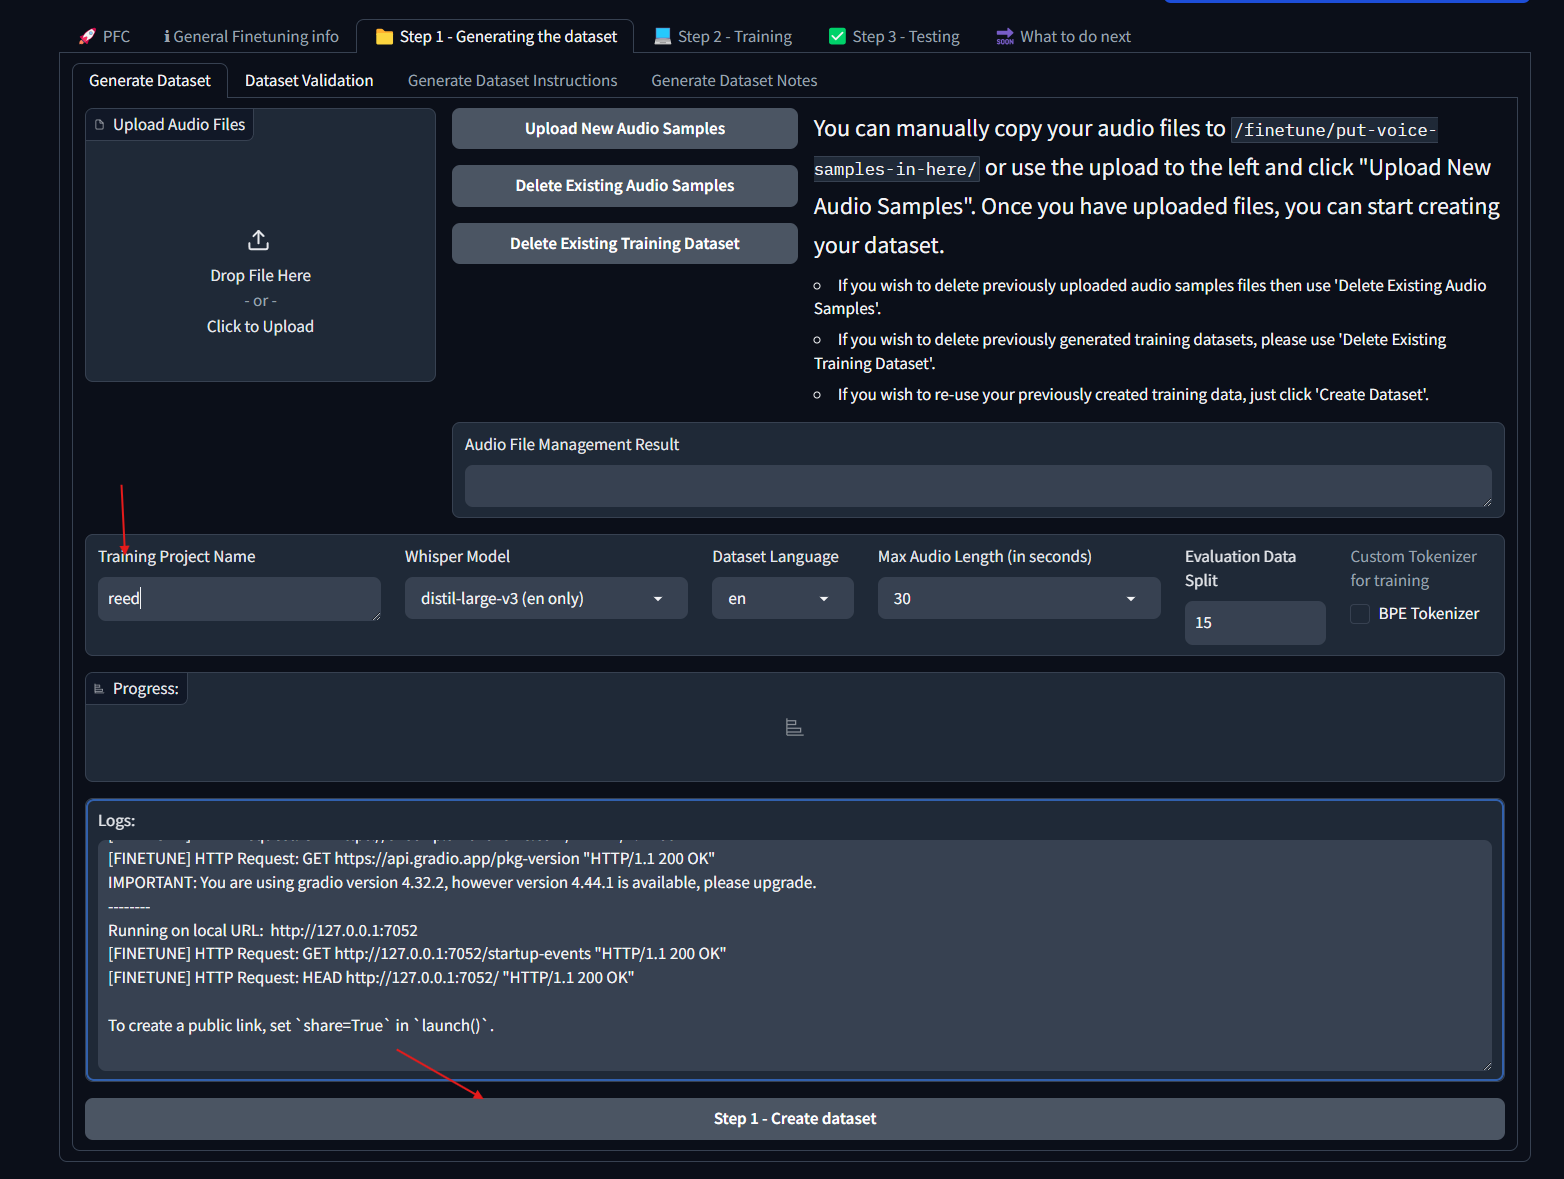 PFC
General Finetuning info
Step 1 - Generating the dataset
Step 2 - Training
Step 3 - Testing
SOON What to do next
Generate Dataset
Dataset Validation
Generate Dataset Instructions
Generate Dataset Notes
Upload Audio Files
Drop File Here
- or -
Click to Upload
Upload New Audio Samples
Delete Existing Audio Samples
Delete Existing Training Dataset
You can manually copy your audio files to /finetune/put-voice-
samples-in-here/ or use the upload to the left and click "Upload New
Audio Samples". Once you have uploaded files, you can start creating
your dataset.
If you wish to delete previously uploaded audio samples files then use 'Delete Existing Audio
Samples'.
If you wish to delete previously generated training datasets, please use 'Delete Existing
Training Dataset'.
If you wish to re-use your previously created training data, just click 'Create Dataset'.
Audio File Management Result
Training Project Name
reed
Whisper Model
distil-large-v3 (en only)
Dataset Language
en
Max Audio Length (in seconds)
30
Evaluation Data
Split
15
Custom Tokenizer
for training
BPE Tokenizer
Progress:
Logs:
[FINETUNE] HTTP Request: GET https://api.gradio.app/pkg-version "HTTP/1.1 200 OK"
IMPORTANT: You are using gradio version 4.32.2, however version 4.44.1 is available, please upgrade.
--------
Running on local URL:  http://127.0.0.1:7052
[FINETUNE] HTTP Request: GET http://127.0.0.1:7052/startup-events "HTTP/1.1 200 OK"
[FINETUNE] HTTP Request: HEAD http://127.0.0.1:7052/ "HTTP/1.1 200 OK"
To create a public link, set `share=True` in `launch()`.
Step 1 - Create dataset